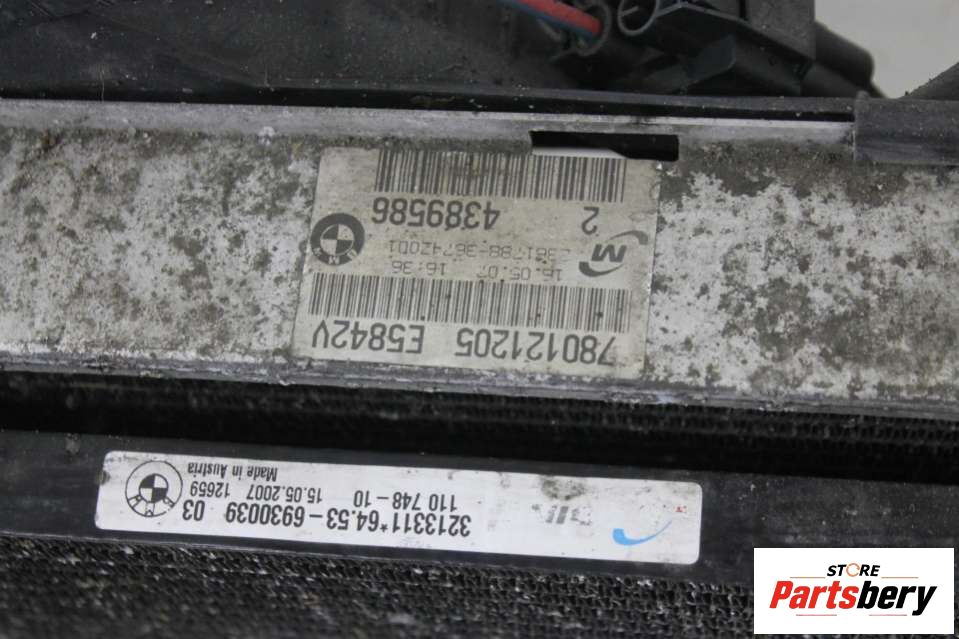 780121205 E5842V
16.05.07 16:36
4389586 2
3213311*64.53-6930039 03
110 748-10
15.05.2007 12659
Made in Austria
BMW
STORE
Partsbery